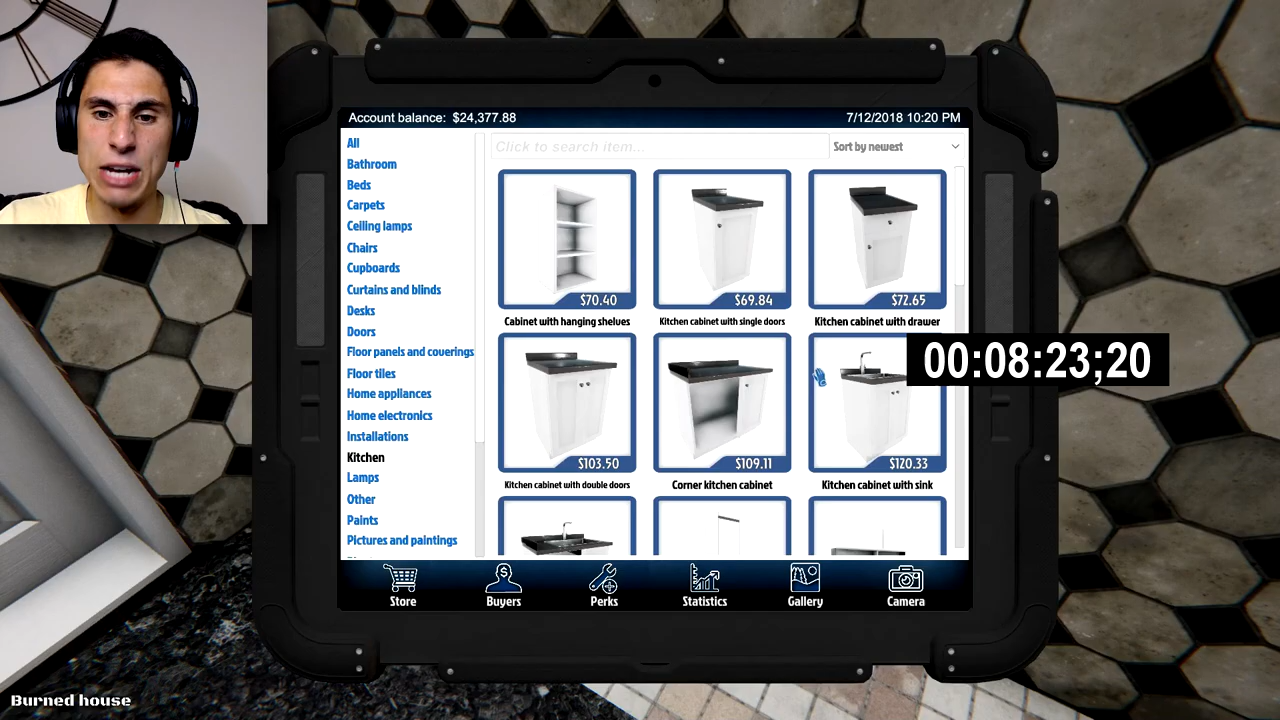 Account balance: $24,377.88
7/12/2018 10:20 PM
All
Bathroom
Beds
Carpets
Ceiling lamps
Chairs
Cupboards
Curtains and blinds
Desks
Doors
Floor panels and coverings
Floor tiles
Home appliances
Home electronics
Installations
Kitchen
Lamps
Other
Paints
Pictures and paintings
Click to search item...
Sort by newest
$70.40
$69.84
$72.65
Cabinet with hanging shelves
Kitchen cabinet with single doors
Kitchen cabinet with drawer
00:08:23;20
$103.50
$109.11
$120.33
Kitchen cabinet with double doors
Corner kitchen cabinet
Kitchen cabinet with sink
Store
Buyers
Perks
Statistics
Gallery
Camera
Burned house